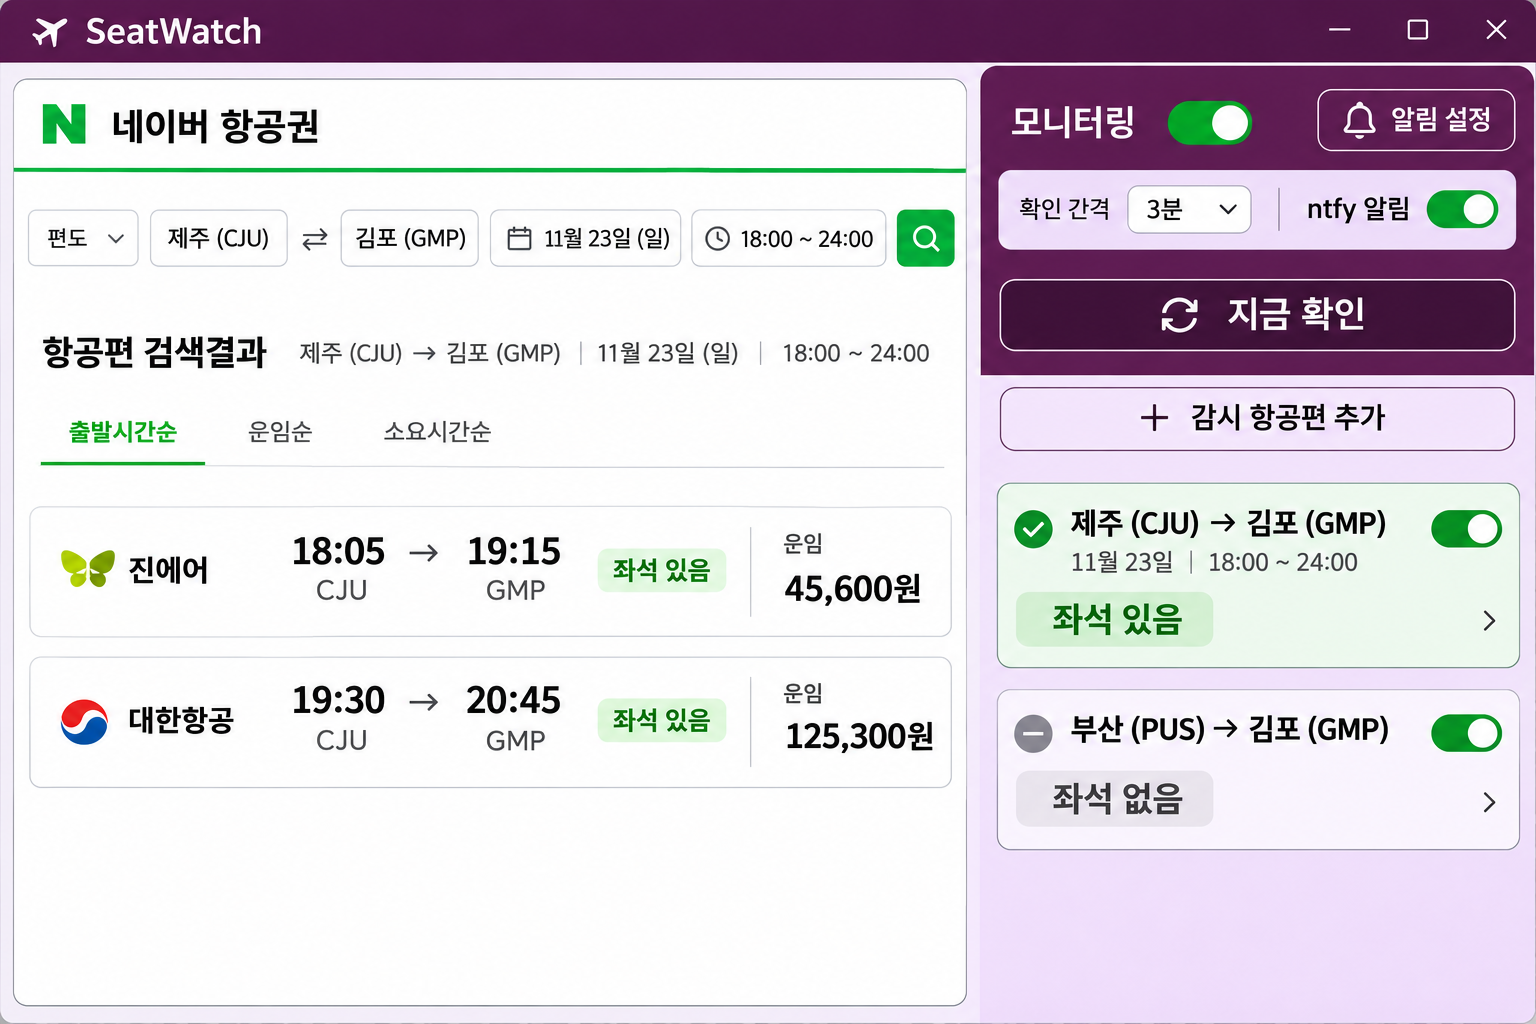 SeatWatch
N 네이버 항공권
편도 제주 (CJU) 김포 (GMP) 11월 23일 (일) 18:00 ~ 24:00
항공편 검색결과 제주 (CJU) → 김포 (GMP) | 11월 23일 (일) | 18:00 ~ 24:00
출발시간순 운임순 소요시간순
진에어
18:05 → 19:15
CJU GMP
좌석 있음
운임
45,600원
대한항공
19:30 → 20:45
CJU GMP
좌석 있음
운임
125,300원
모니터링 알림 설정
확인 간격 3분 ntfy 알림
지금 확인
+ 감시 항공편 추가
제주 (CJU) → 김포 (GMP)
11월 23일 | 18:00 ~ 24:00
좌석 있음
부산 (PUS) → 김포 (GMP)
좌석 없음